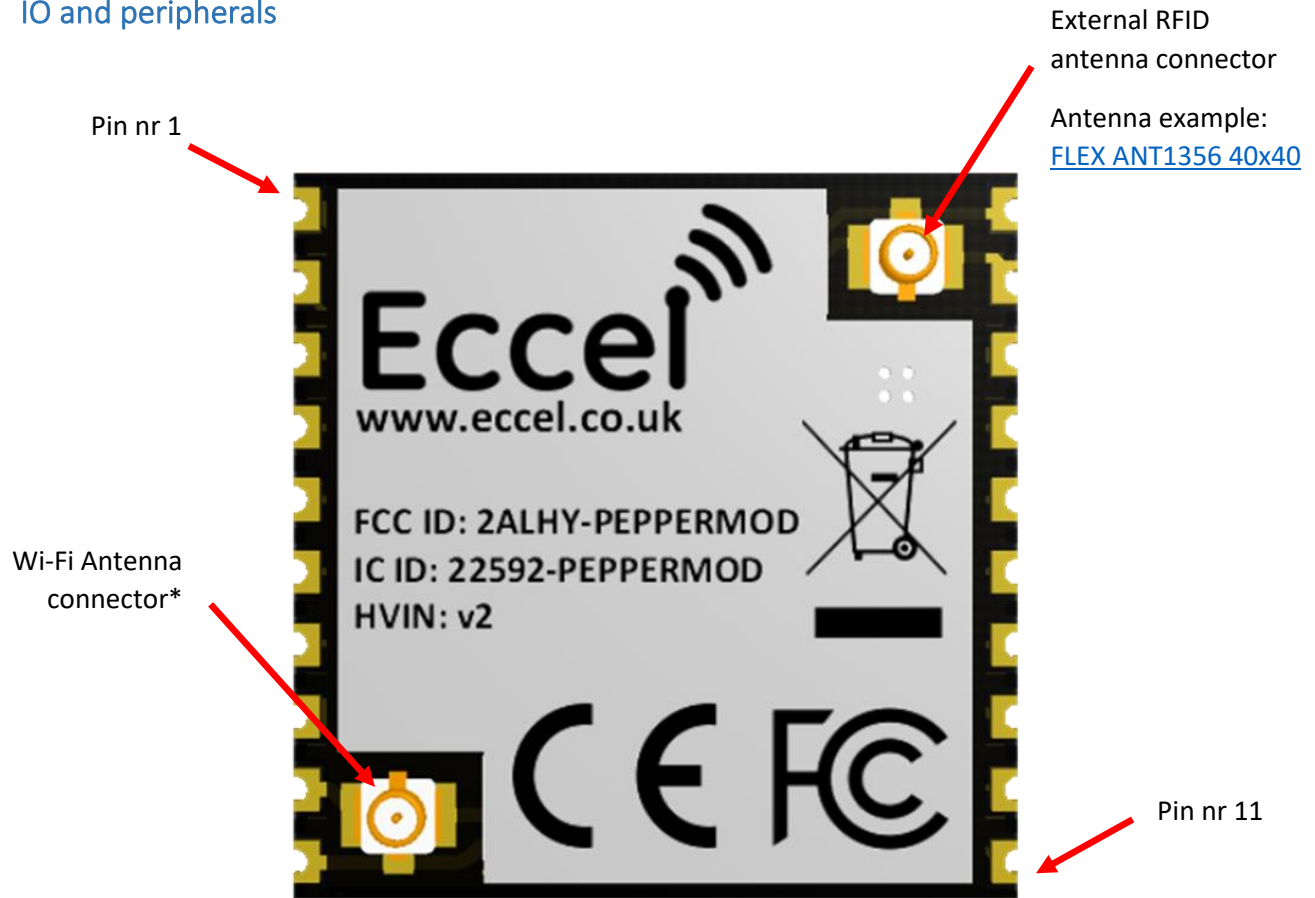 IO and peripherals
External RFID
antenna connector
Antenna example:
FLEX ANT1356 40x40
Pin nr 1
Eccel
www.eccel.co.uk
FCC ID: 2ALHY-PEPPERMOD
IC ID: 22592-PEPPERMOD
HVIN: v2
Wi-Fi Antenna
connector*
CE FC
Pin nr 11